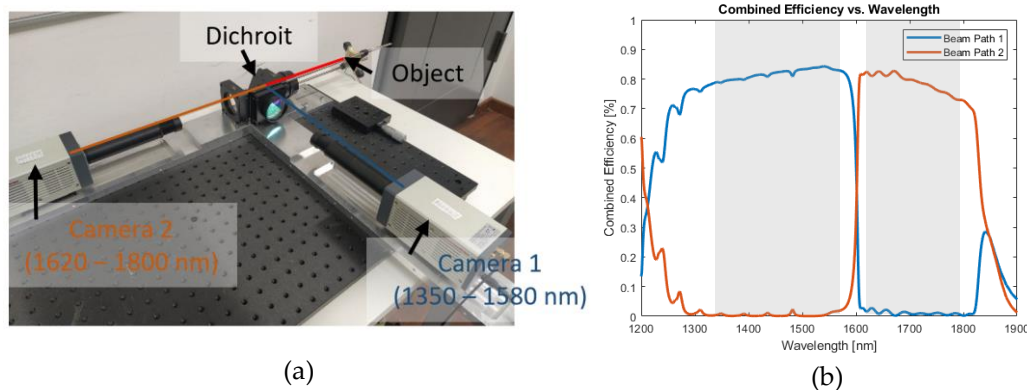 Dichroit
Object
Camera 2
(1620 – 1800 nm)
Camera 1
(1350 – 1580 nm)
(a)
Combined Efficiency vs. Wavelength
Beam Path 1
Beam Path 2
Combined Efficiency [%]
1
0.9
0.8
0.7
0.6
0.5
0.4
0.3
0.2
0.1
0
1200 1300 1400 1500 1600 1700 1800 1900
Wavelength [nm]
(b)